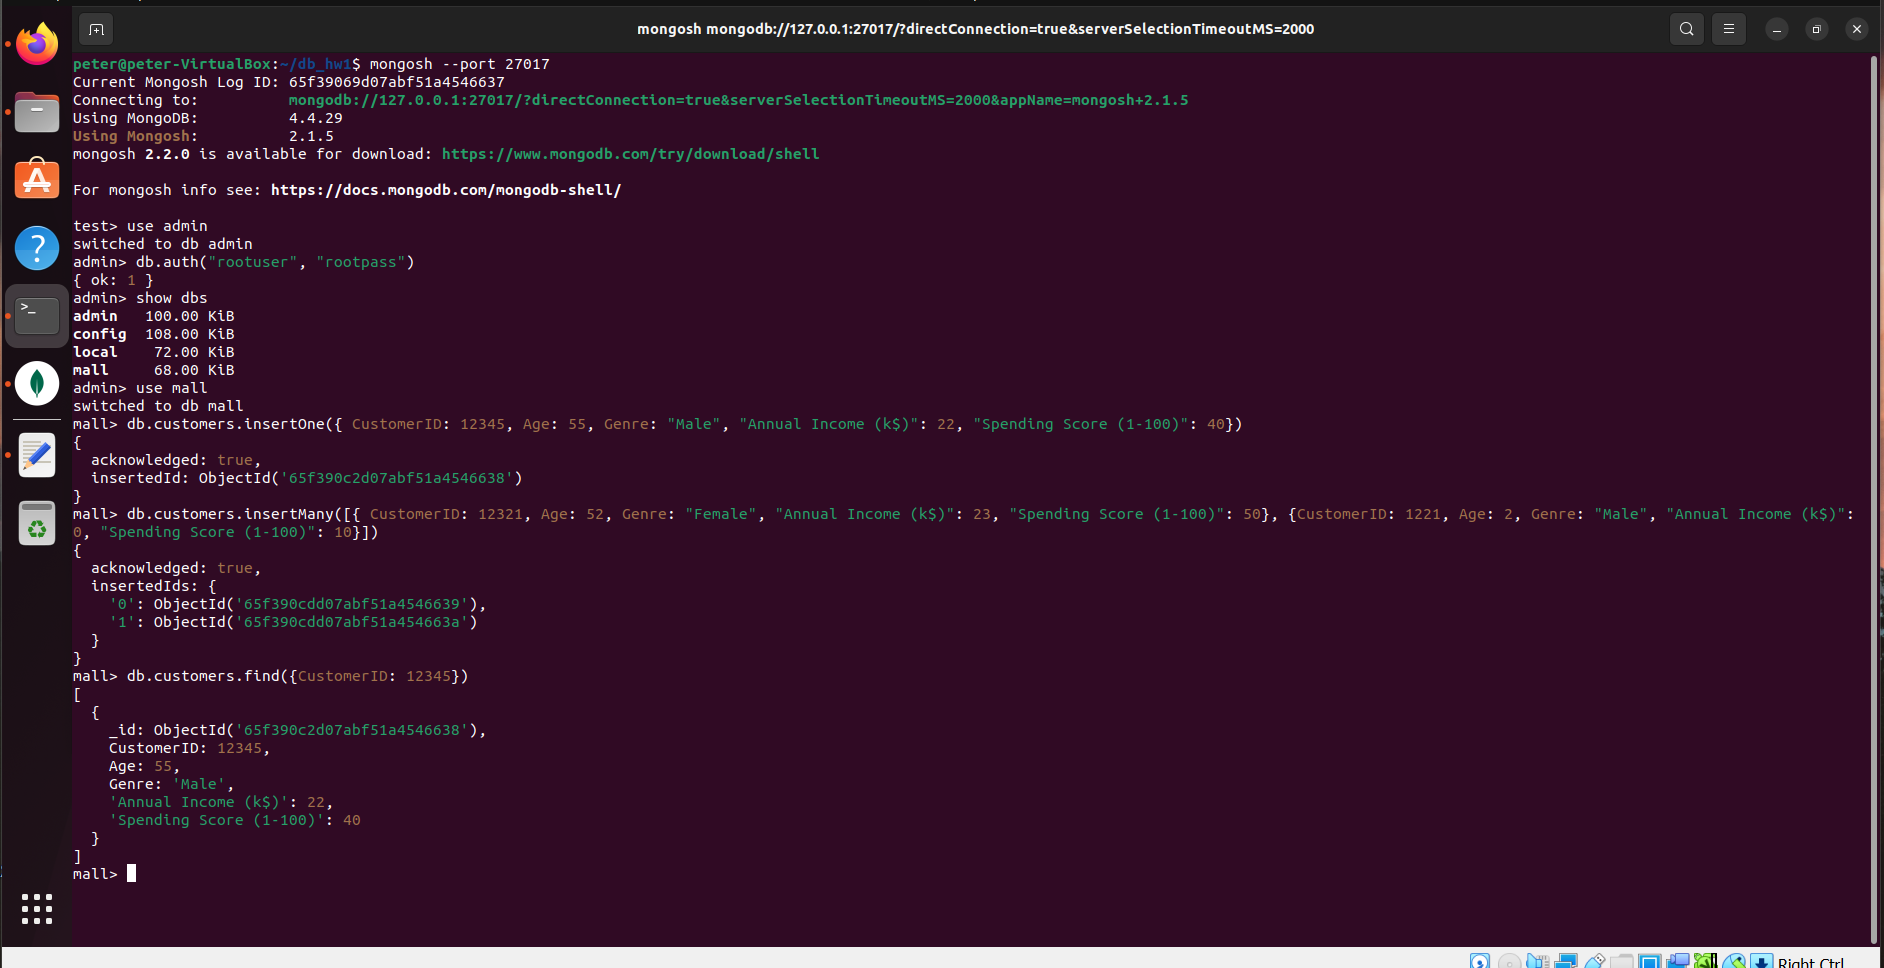 mongosh mongodb://127.0.0.1:27017/?directConnection=true&serverSelectionTimeoutMS=2000
peter@peter-VirtualBox:~/db_hw1$ mongosh --port 27017
Current Mongosh Log ID: 65f39069d07abf51a4546637
Connecting to:          mongodb://127.0.0.1:27017/?directConnection=true&serverSelectionTimeoutMS=2000&appName=mongosh+2.1.5
Using MongoDB:          4.4.29
Using Mongosh:          2.1.5
mongosh 2.2.0 is available for download: https://www.mongodb.com/try/download/shell
For mongosh info see: https://docs.mongodb.com/mongodb-shell/
test> use admin
switched to db admin
admin> db.auth("rootuser", "rootpass")
{ ok: 1 }
admin> show dbs
admin   100.00 KiB
config  108.00 KiB
local    72.00 KiB
mall     68.00 KiB
admin> use mall
switched to db mall
mall> db.customers.insertOne({ CustomerID: 12345, Age: 55, Genre: "Male", "Annual Income (k$)": 22, "Spending Score (1-100)": 40})
{
  acknowledged: true,
  insertedId: ObjectId('65f390c2d07abf51a4546638')
}
mall> db.customers.insertMany([{ CustomerID: 12321, Age: 52, Genre: "Female", "Annual Income (k$)": 23, "Spending Score (1-100)": 50}, {CustomerID: 1221, Age: 2, Genre: "Male", "Annual Income (k$)":
0, "Spending Score (1-100)": 10}])
{
  acknowledged: true,
  insertedIds: {
    '0': ObjectId('65f390cdd07abf51a4546639'),
    '1': ObjectId('65f390cdd07abf51a454663a')
  }
}
mall> db.customers.find({CustomerID: 12345})
[
  {
    _id: ObjectId('65f390c2d07abf51a4546638'),
    CustomerID: 12345,
    Age: 55,
    Genre: 'Male',
    'Annual Income (k$)': 22,
    'Spending Score (1-100)': 40
  }
]
mall>
Right Ctrl